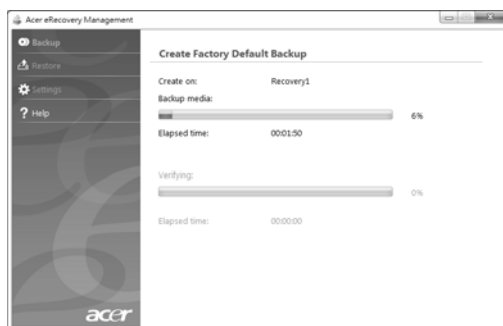 Acer eRecovery Management
Backup
Restore
Settings
? Help
Create Factory Default Backup
Create on: Recovery1
Backup media:
6%
Elapsed time: 00:01:50
Verifying:
0%
Elapsed time: 00:00:00
acer